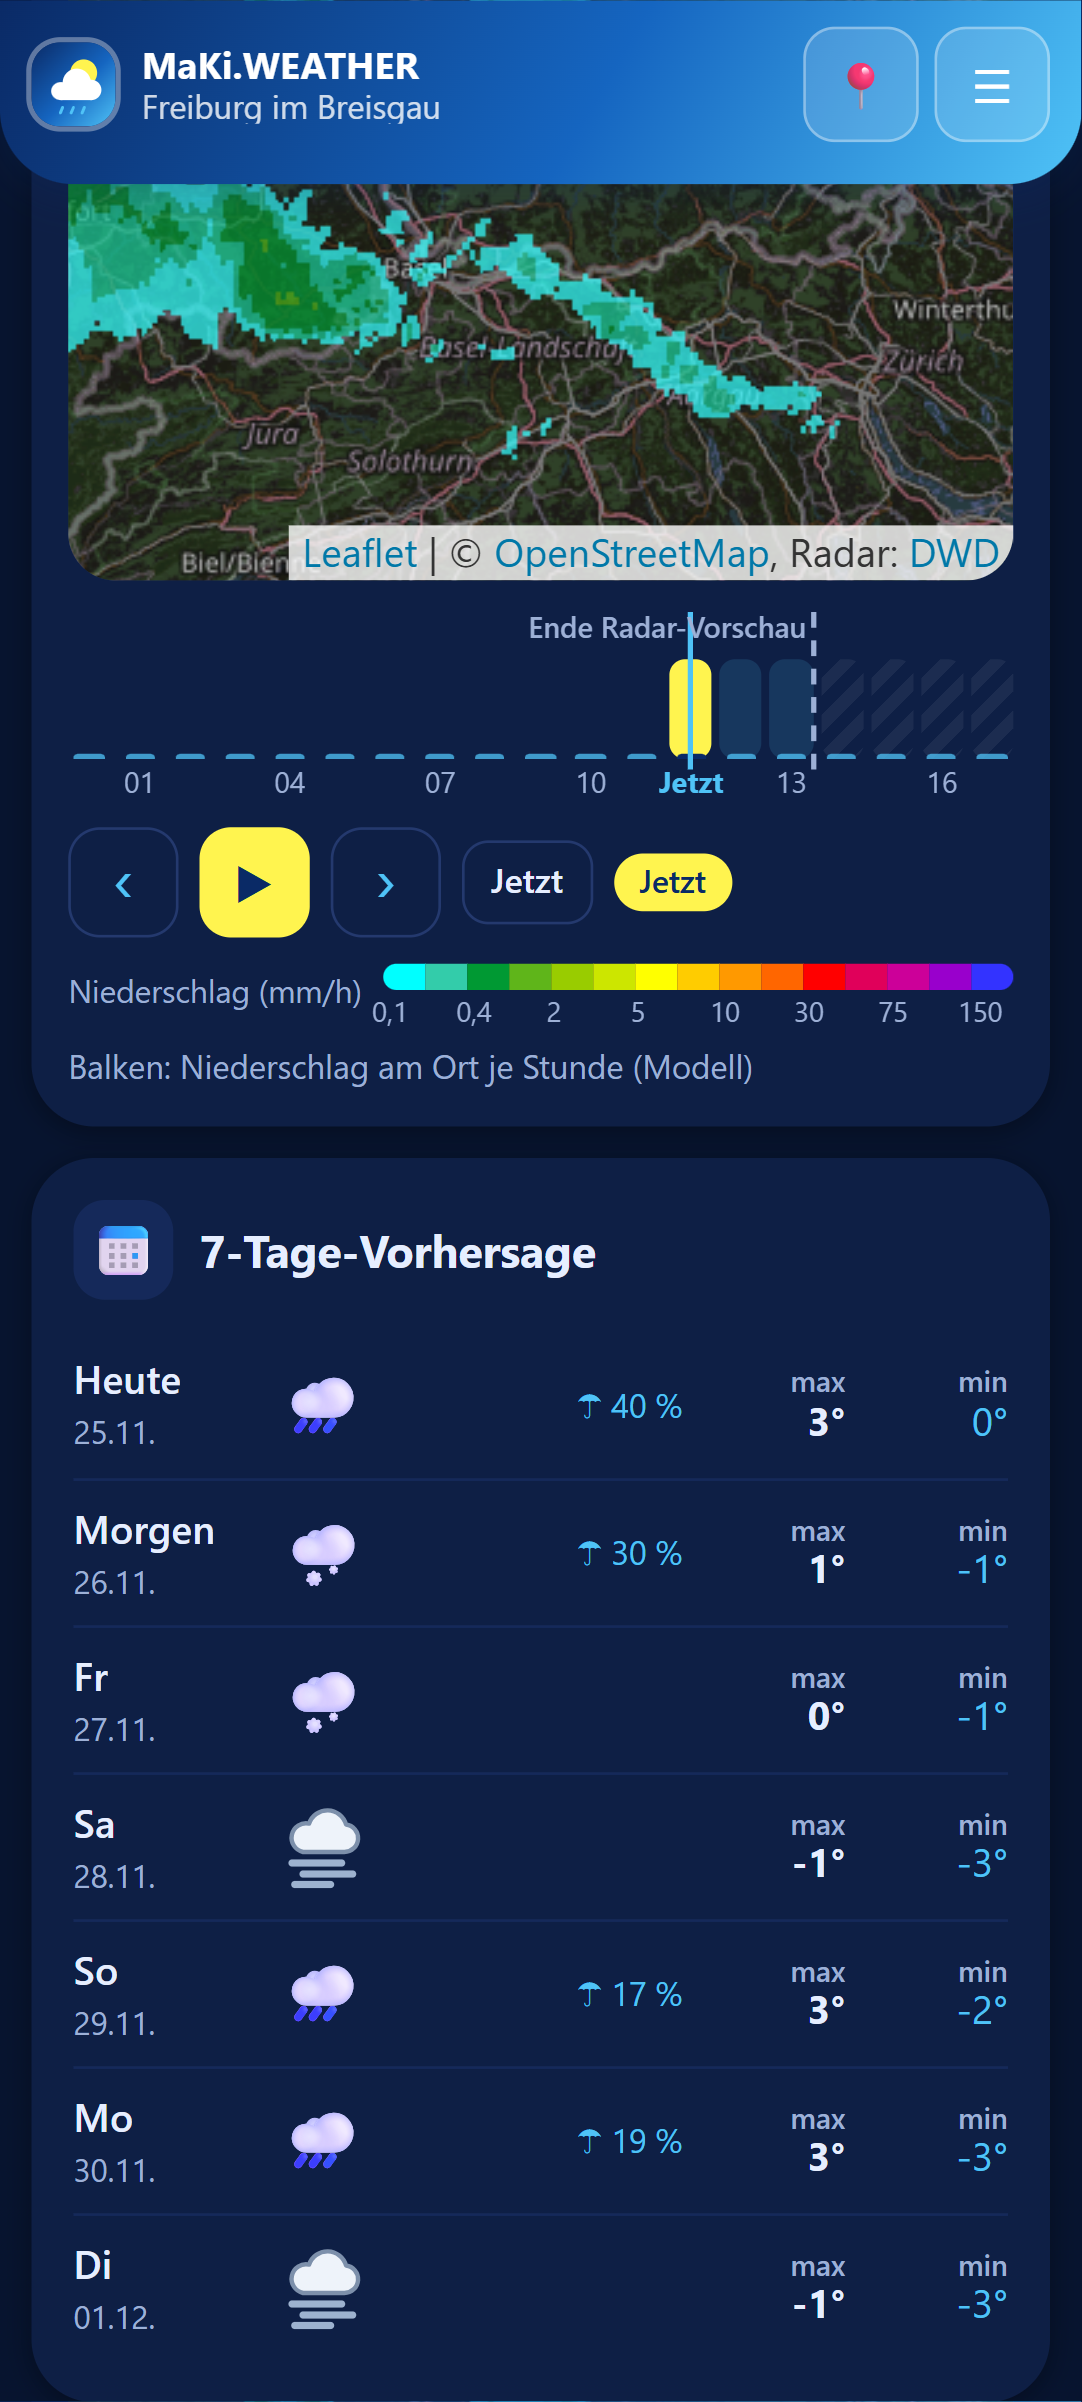 MaKi.WEATHER
Freiburg im Breisgau
Basel
Winterthu
Basel-Landschaf
Zürich
Aargau
Jura
Solothurn
Biel/Bienn
Leaflet | © OpenStreetMap, Radar: DWD
Ende Radar-Vorschau
01 04 07 10 Jetzt 13 16
Jetzt Jetzt
Niederschlag (mm/h)
0,1 0,4 2 5 10 30 75 150
Balken: Niederschlag am Ort je Stunde (Modell)
7-Tage-Vorhersage
Heute max min
25.11. 40 % 3° 0°
Morgen max min
26.11. 30 % 1° -1°
Fr max min
27.11. 0° -1°
Sa max min
28.11. -1° -3°
So max min
29.11. 17 % 3° -2°
Mo max min
30.11. 19 % 3° -3°
Di max min
01.12. -1° -3°